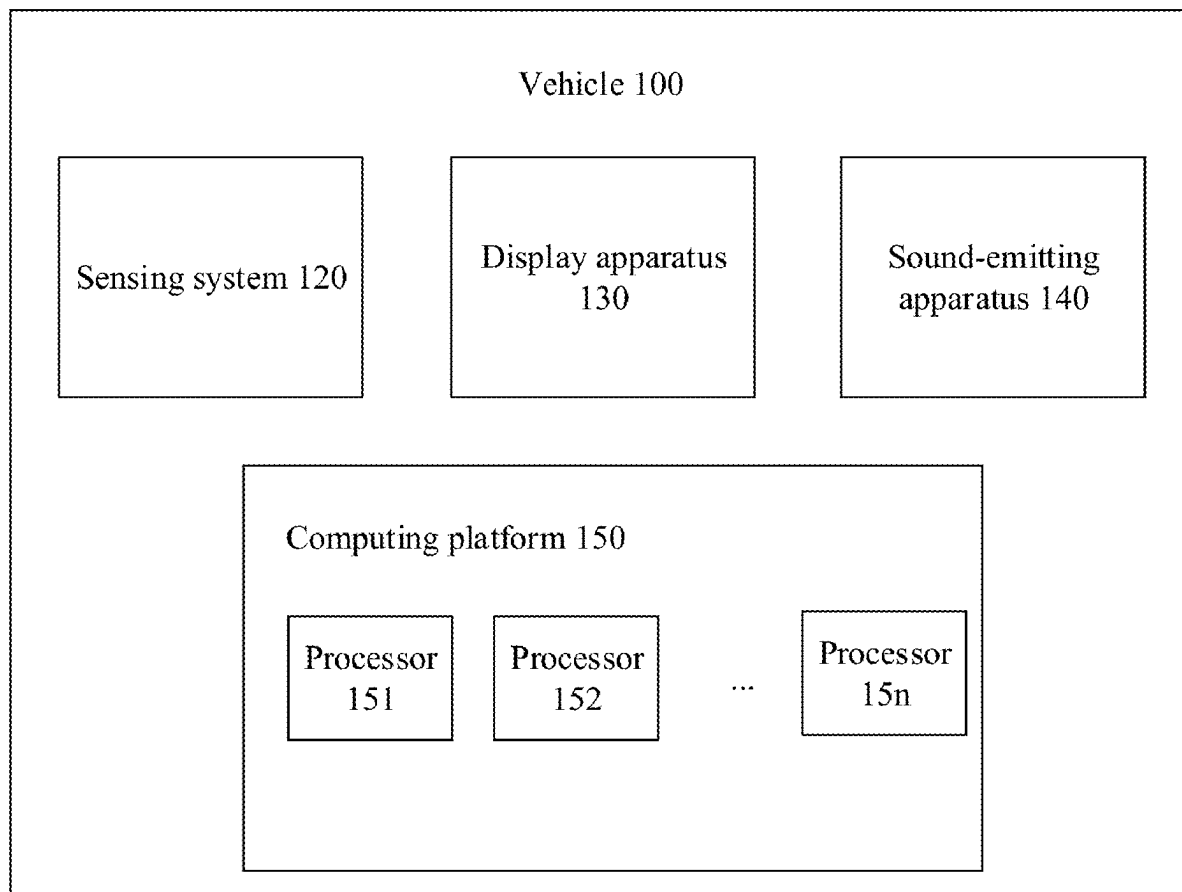 Vehicle 100
Sensing system 120
Display apparatus
130
Sound-emitting
apparatus 140
Computing platform 150
Processor
151
Processor
152
...
Processor
15n